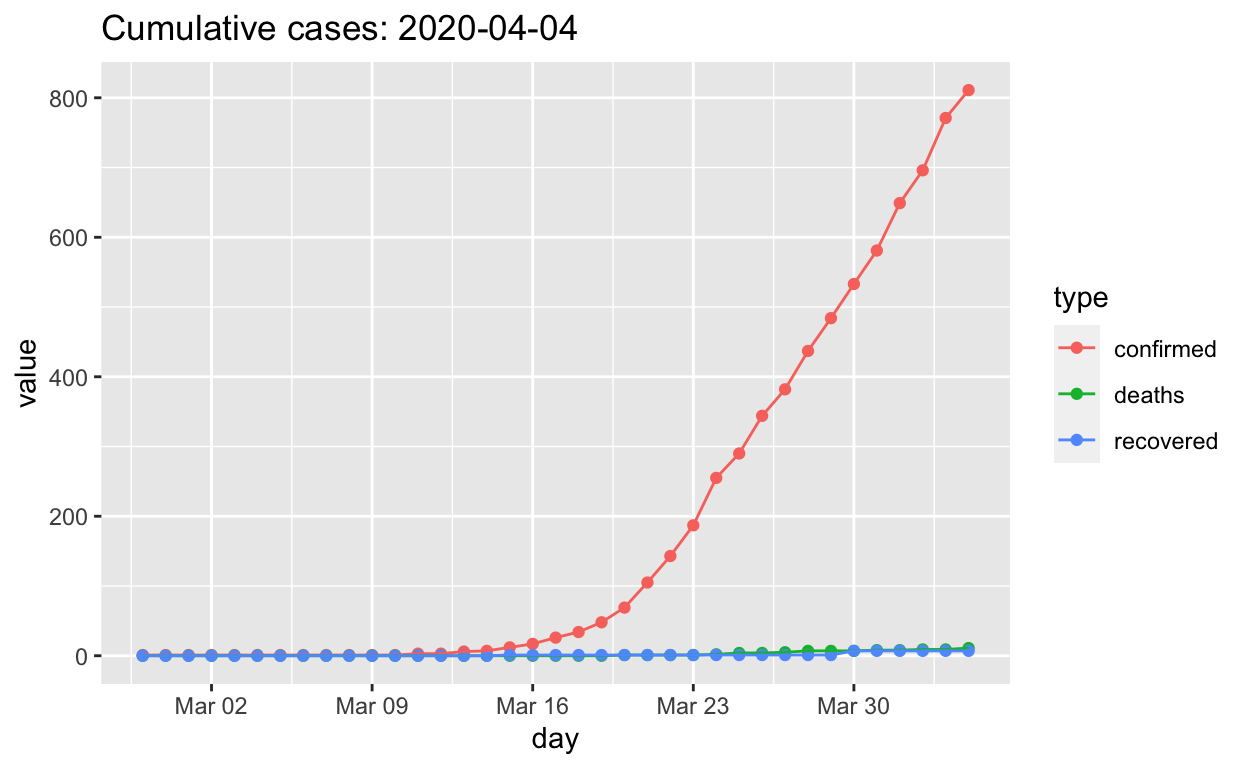 Cumulative cases: 2020-04-04
800
600
400
200
0
value
Mar 02 Mar 09 Mar 16 Mar 23 Mar 30
day
type
confirmed
deaths
recovered